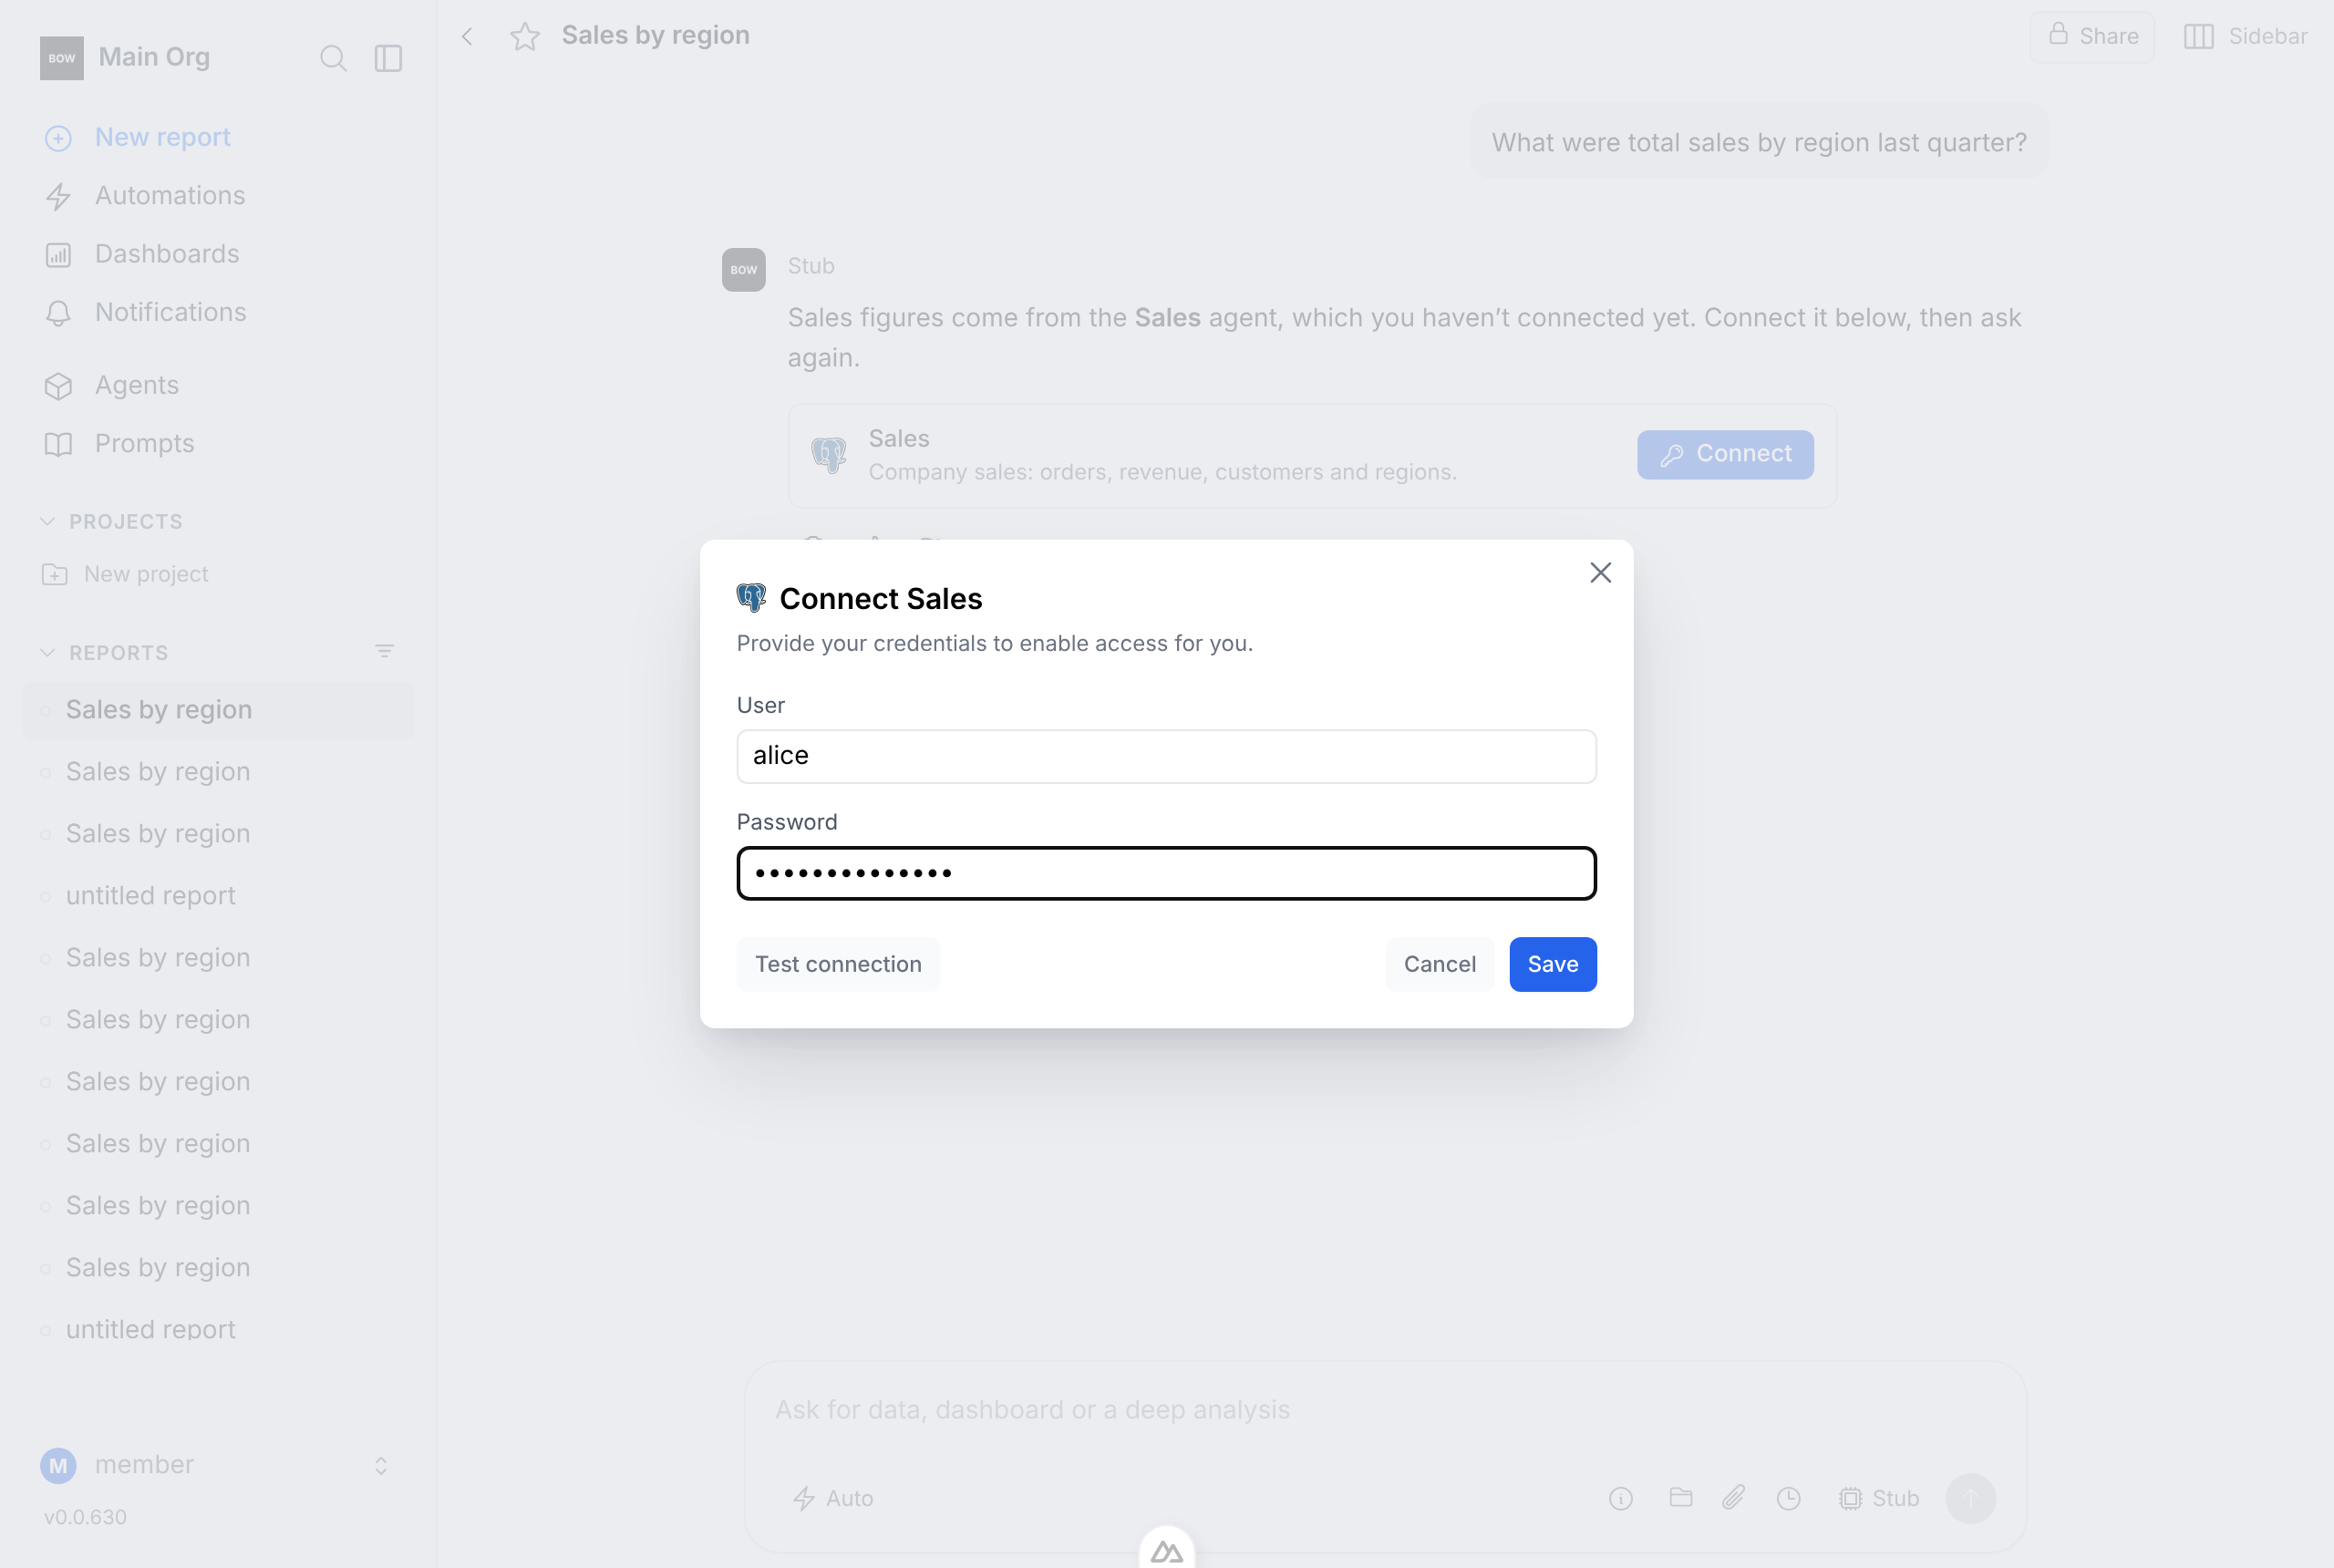 BOW Main Org
New report
Automations
Dashboards
Notifications
Agents
Prompts
PROJECTS
New project
REPORTS
Sales by region
Sales by region
Sales by region
untitled report
Sales by region
Sales by region
Sales by region
Sales by region
Sales by region
Sales by region
untitled report
M member
v0.0.630
Sales by region
Share
Sidebar
What were total sales by region last quarter?
BOW Stub
Sales figures come from the Sales agent, which you haven’t connected yet. Connect it below, then ask
again.
Sales
Company sales: orders, revenue, customers and regions.
Connect
Connect Sales
Provide your credentials to enable access for you.
User
alice
Password
••••••••••••••
Test connection
Cancel
Save
Ask for data, dashboard or a deep analysis
Auto
Stub